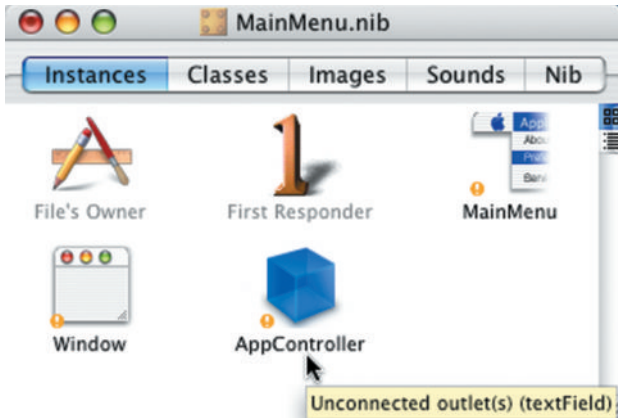 MainMenu.nib
Instances Classes Images Sounds Nib
File's Owner First Responder MainMenu
Window AppController
Unconnected outlet(s) (textField)